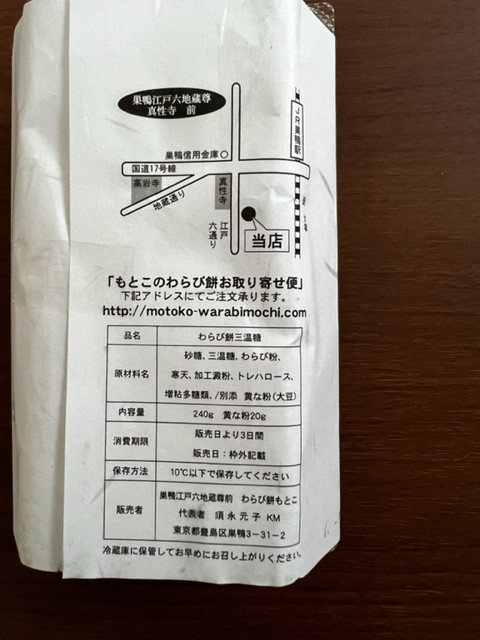 巣鴨江戸六地蔵尊
真性寺 前
JR巣鴨駅
巣鴨信用金庫
国道17号線
高岩寺
地蔵通り
真性寺
江戸六通り
当店
「もとこのわらび餅お取り寄せ便」
下記アドレスにてご注文承ります。
http://motoko-warabimochi.com
品名 わらび餅三温糖
原材料名 砂糖、三温糖、わらび粉、
寒天、加工澱粉、トレハロース、
増粘多糖類、/別添 黄な粉(大豆)
内容量 240g 黄な粉20g
消費期限 販売日より3日間
販売日:枠外記載
保存方法 10℃以下で保存してください
販売者 巣鴨江戸六地蔵尊前 わらび餅もとこ
代表者 須永元子 KM
東京都豊島区巣鴨3-31-2
冷蔵庫に保管してお早めにお召し上がりください。